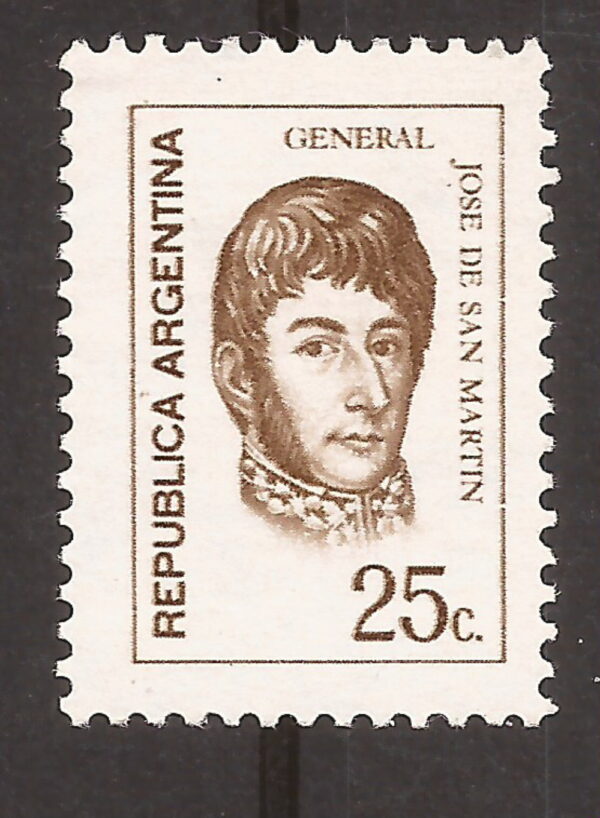 REPUBLICA ARGENTINA
GENERAL
JOSE DE SAN MARTIN
25c.